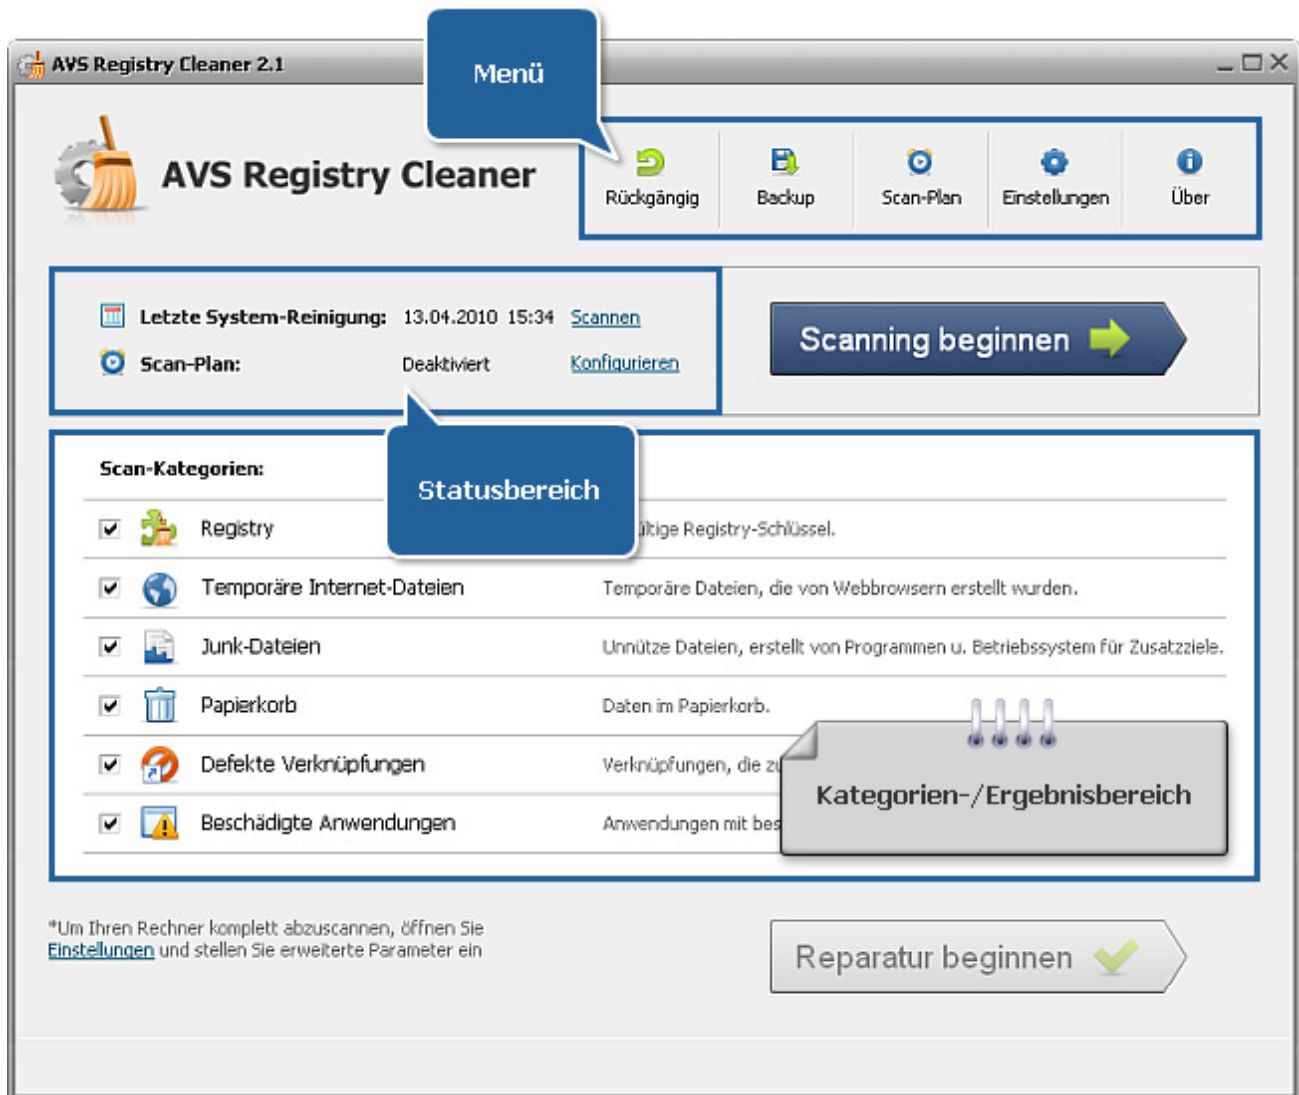 AVS Registry Cleaner 2.1
Menü
AVS Registry Cleaner
Rückgängig
Backup
Scan-Plan
Einstellungen
Über
Letzte System-Reinigung: 13.04.2010 15:34 Scannen
Scan-Plan: Deaktiviert Konfigurieren
Scanning beginnen
Statusbereich
Scan-Kategorien:
Registry
Registry-Schlüssel.
Temporäre Internet-Dateien
Temporäre Dateien, die von Webbrowsern erstellt wurden.
Junk-Dateien
Unnütze Dateien, erstellt von Programmen u. Betriebssystem für Zusatzziele.
Papierkorb
Daten im Papierkorb.
Defekte Verknüpfungen
Verknüpfungen, die
Beschädigte Anwendungen
Anwendungen mit
Kategorien-/Ergebnisbereich
*Um Ihren Rechner komplett abzuscannen, öffnen Sie
Einstellungen und stellen Sie erweiterte Parameter ein
Reparatur beginnen